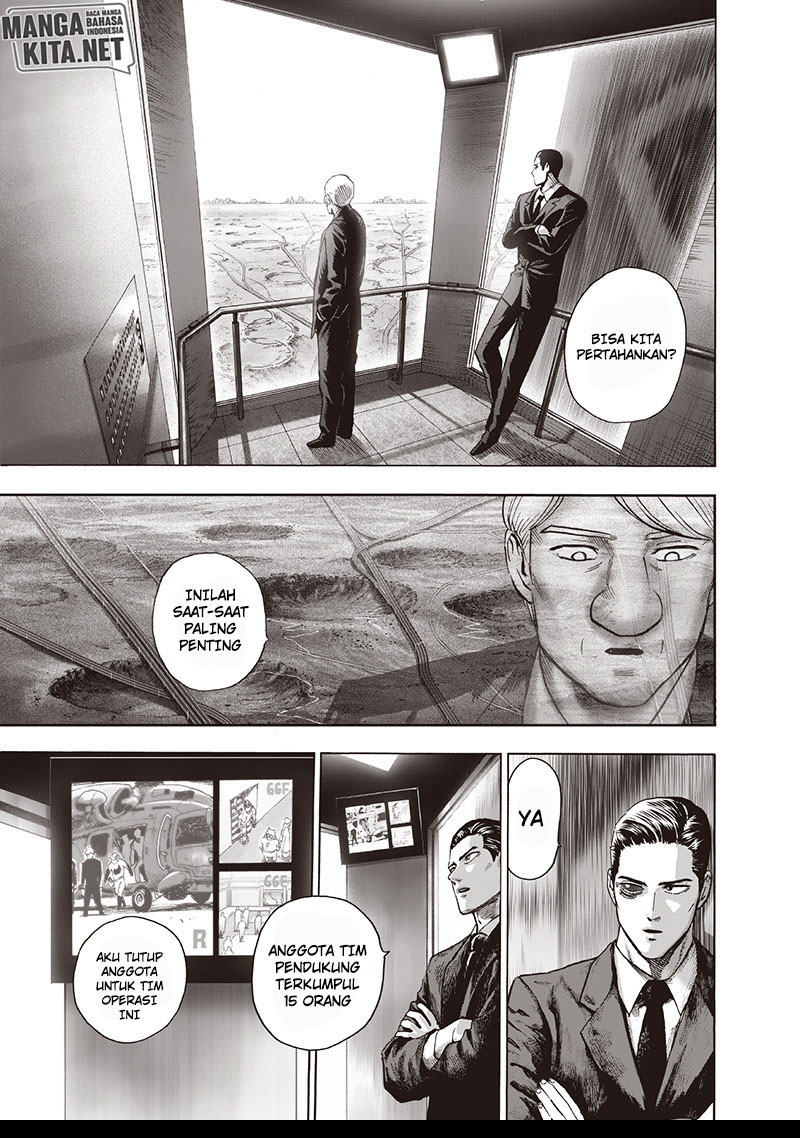 MANGA
KITA.NET
BACA MANGA
BAHASA
INDONESIA
BISA KITA
PERTAHANKAN?
INILAH
SAAT-SAAT
PALING
PENTING
YA
ANGGOTA TIM
PENDUKUNG
TERKUMPUL
15 ORANG
66F
66F
R
AKU TUTUP
ANGGOTA
UNTUK TIM
OPERASI
INI